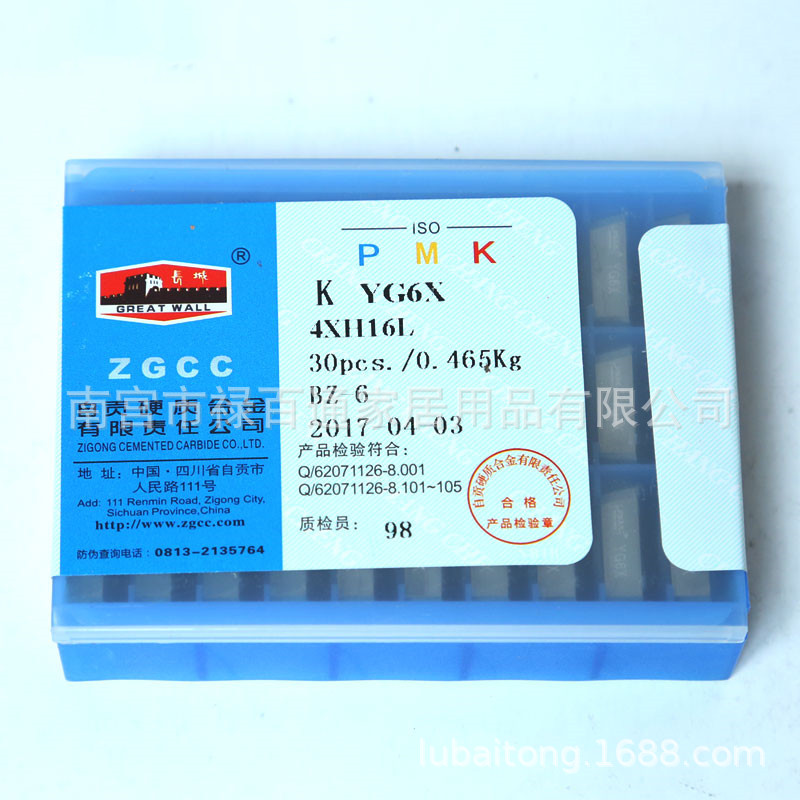 ISO
P M K
K YG6X
4XH16L
30pcs./0.465Kg
BZ 6
2017-04-03
产品检验符合:
Q/62071126-8.001
Q/62071126-8.101~105
质检员: 98
長城
GREAT WALL
®
ZGCC
自贡硬质合金
有限责任公司
ZIGONG CEMENTED CARBIDE CO.,LTD.
地 址: 中国·四川省自贡市
人民路111号
Add: 111 Renmin Road, Zigong City,
Sichuan Province,China
http://www.zgcc.com
防伪查询电话: 0813-2135764
自贡硬质合金有限责任公司
合格
产品检验章
YG6X
南宫市禄百通家居用品有限公司
lubaitong.1688.com